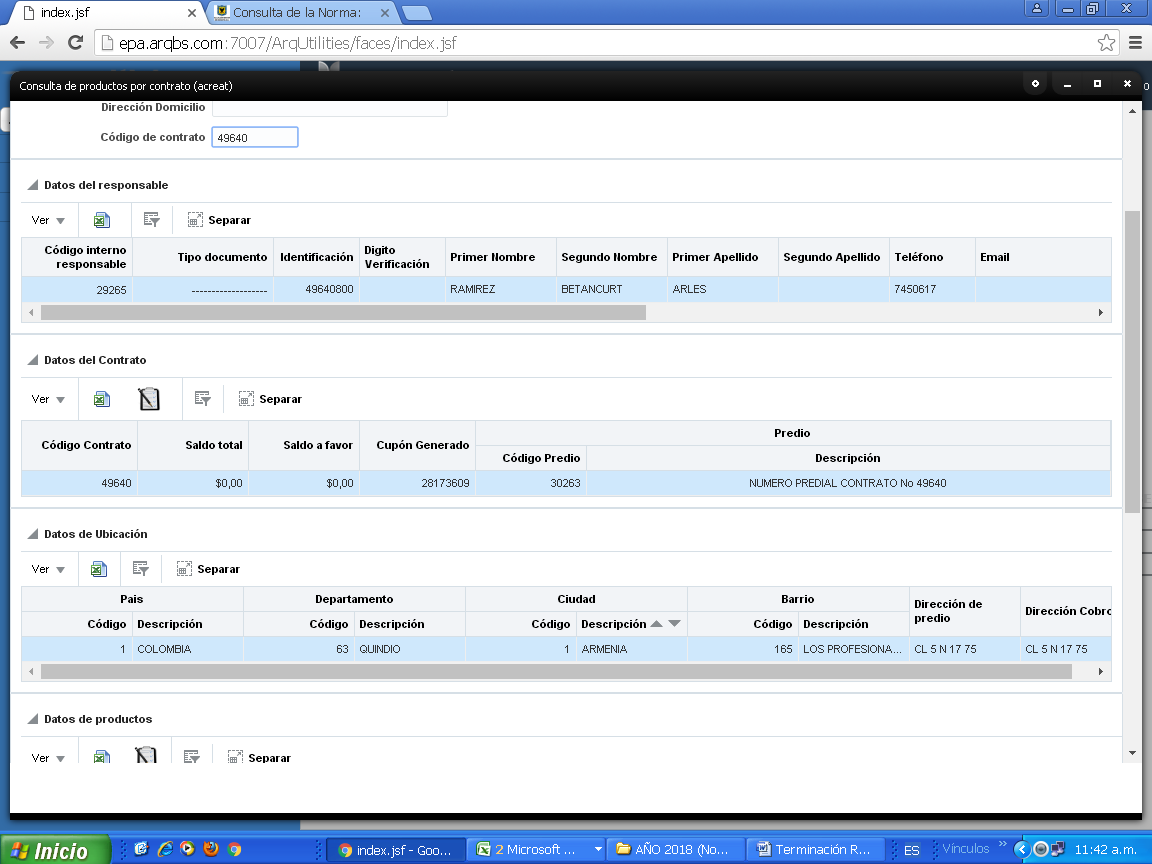 index.jsf
Consulta de la Norma:
epa.arqbs.com:7007/ArqUtilities/faces/index.jsf
Consulta de productos por contrato (acreat)
Dirección Domicilio
Código de contrato 49640
Datos del responsable
Ver Separar
Código interno responsable Tipo documento Identificación Digito Verificación Primer Nombre Segundo Nombre Primer Apellido Segundo Apellido Teléfono Email
29265 ------------------- 49640800 RAMIREZ BETANCURT ARLES 7450617
Datos del Contrato
Ver Separar
Código Contrato Saldo total Saldo a favor Cupón Generado Predio
Código Predio Descripción
49640 $0,00 $0,00 28173609 30263 NUMERO PREDIAL CONTRATO No 49640
Datos de Ubicación
Ver Separar
Pais Departamento Ciudad Barrio Dirección de predio Dirección Cobro
Código Descripción Código Descripción Código Descripción Código Descripción
1 COLOMBIA 63 QUINDIO 1 ARMENIA 165 LOS PROFESIONA... CL 5 N 17 75 CL 5 N 17 75
Datos de productos
Ver Separar
Inicio index.jsf - Goo... 2 Microsoft ... AÑO 2018 (No... Terminación R... ES Vínculos » 11:42 a.m.